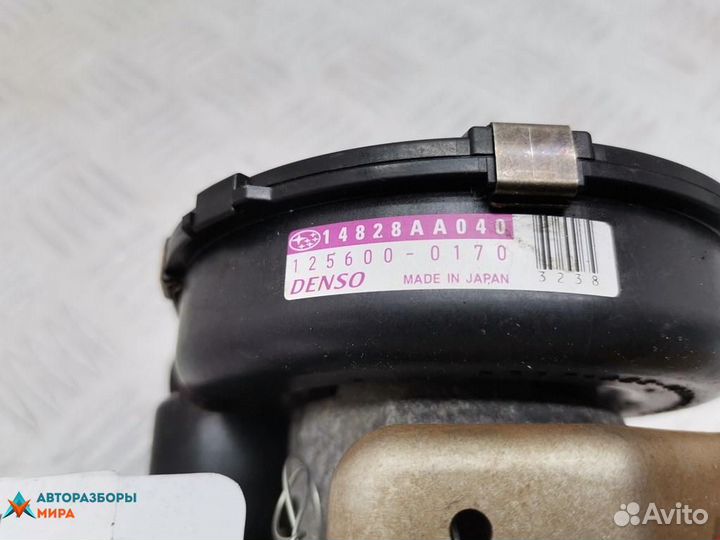 14828AA040
125600-0170
DENSO MADE IN JAPAN
3238
АВТОРАЗБОРЫ
МИРА
Avito